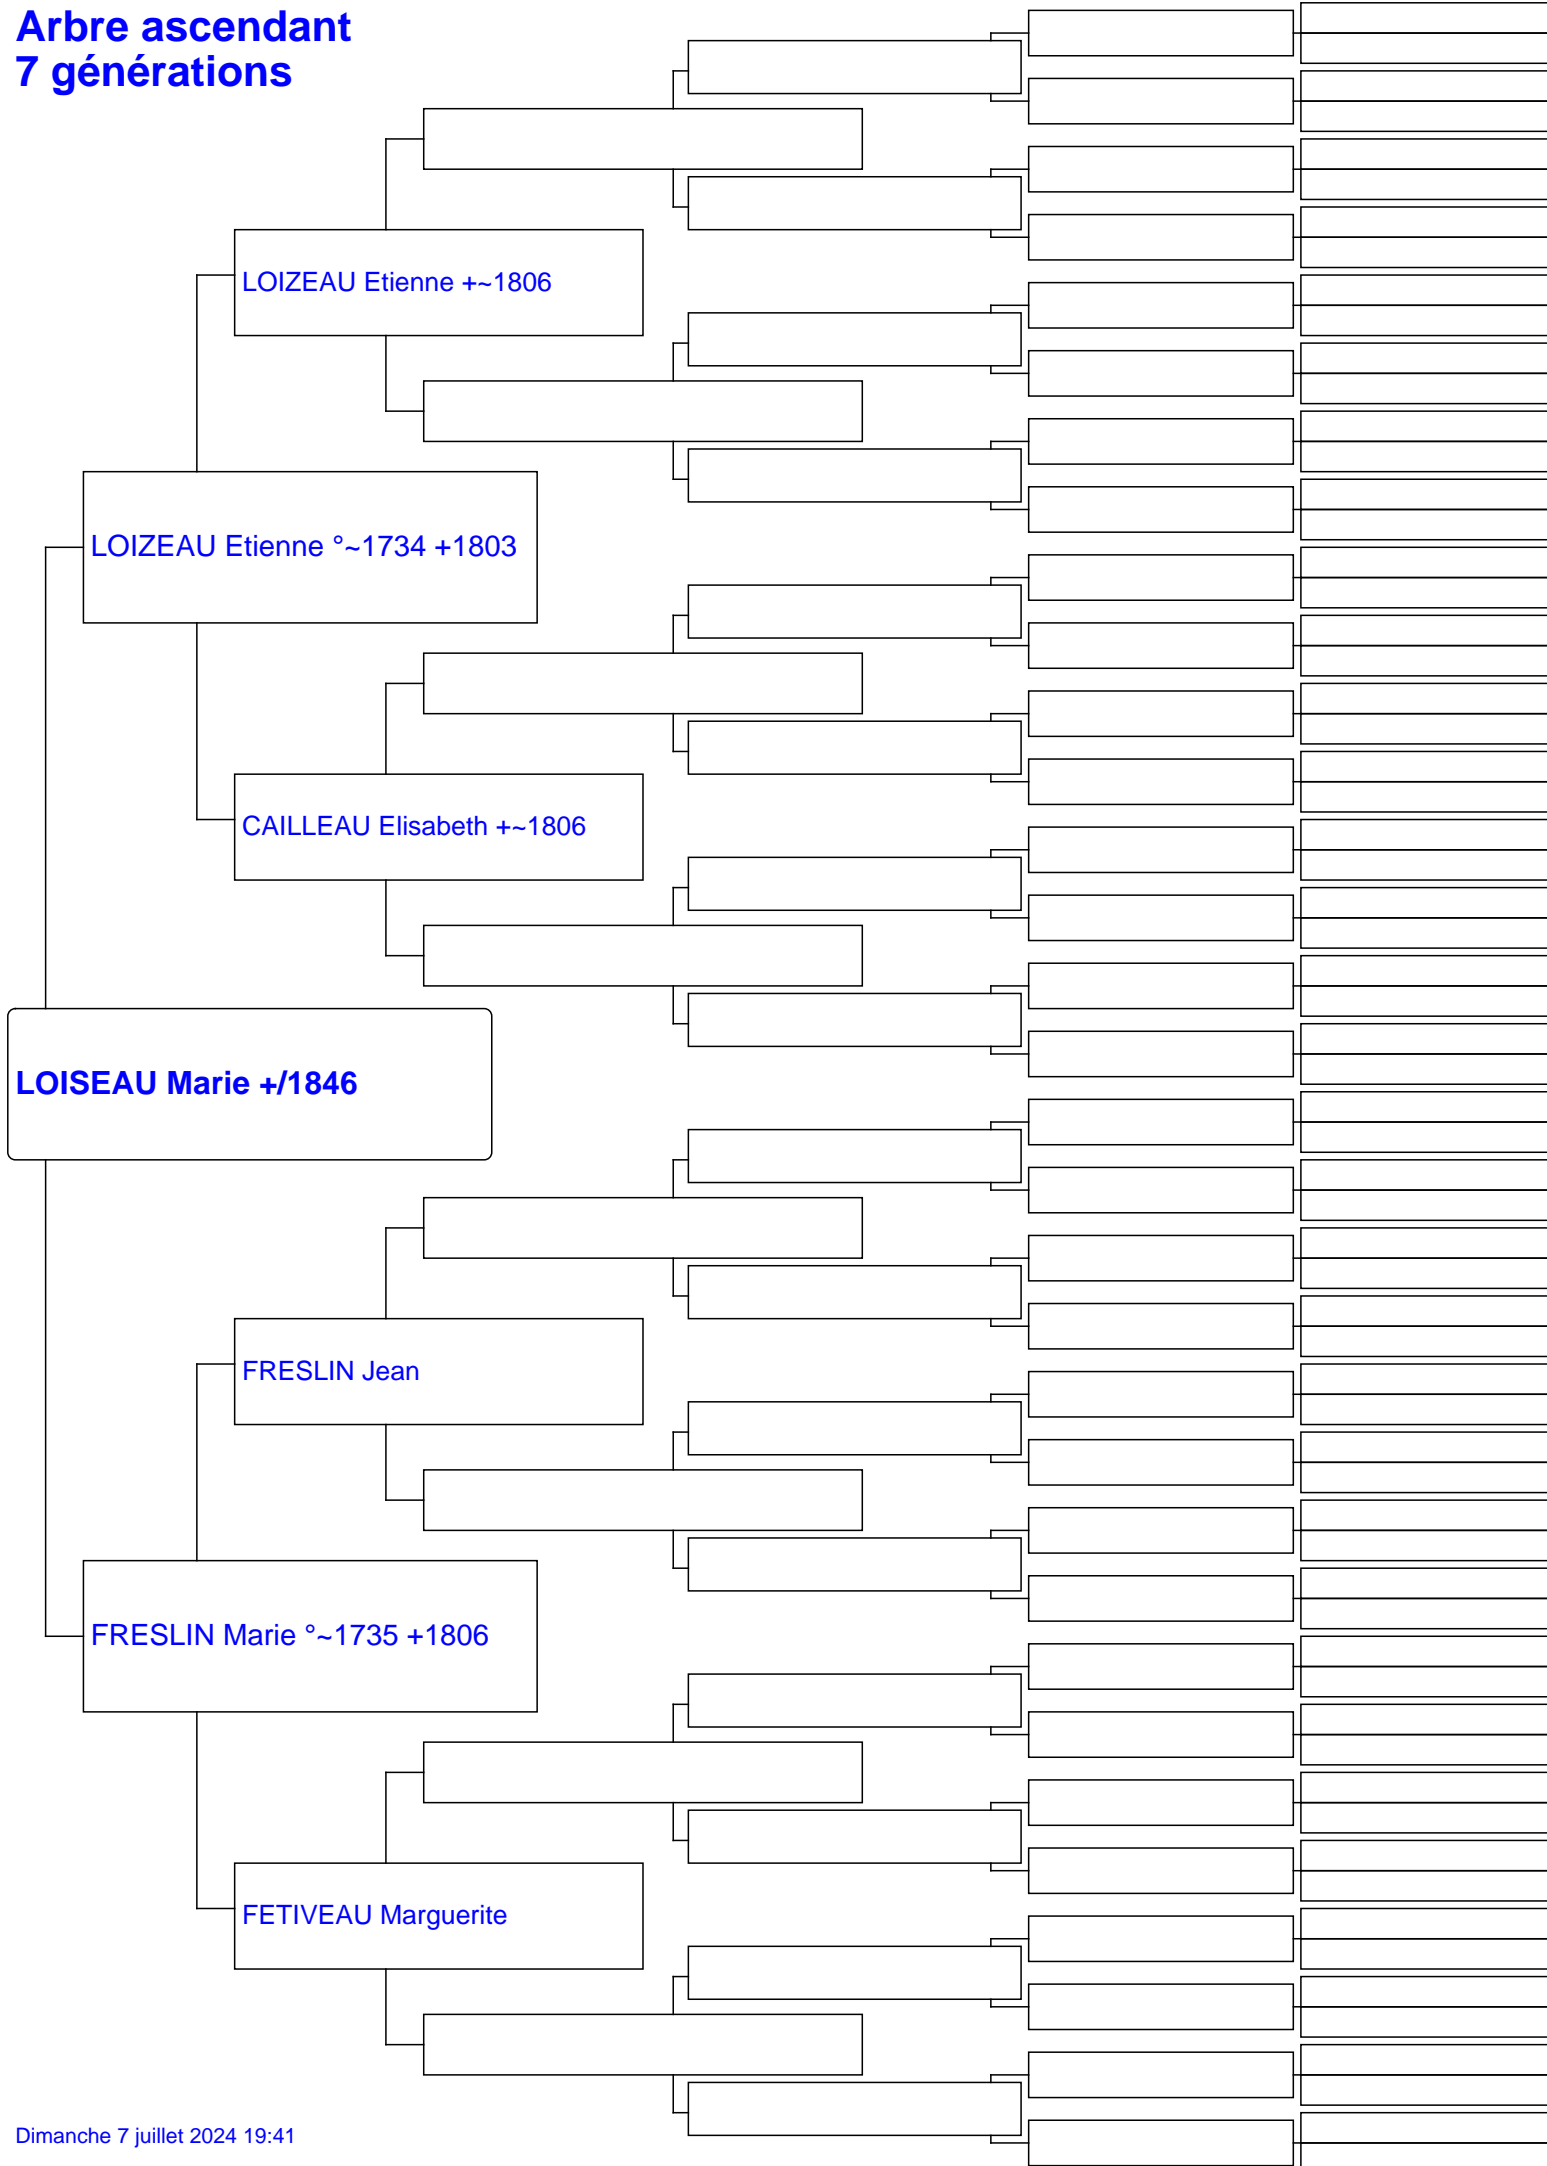 Arbre ascendant
7 générations
LOIZEAU Etienne +~1806
LOIZEAU Etienne °~1734 +1803
CAILLEAU Elisabeth +~1806
LOISEAU Marie +/1846
FRESLIN Jean
FRESLIN Marie °~1735 +1806
FETIVEAU Marguerite
Dimanche 7 juillet 2024 19:41